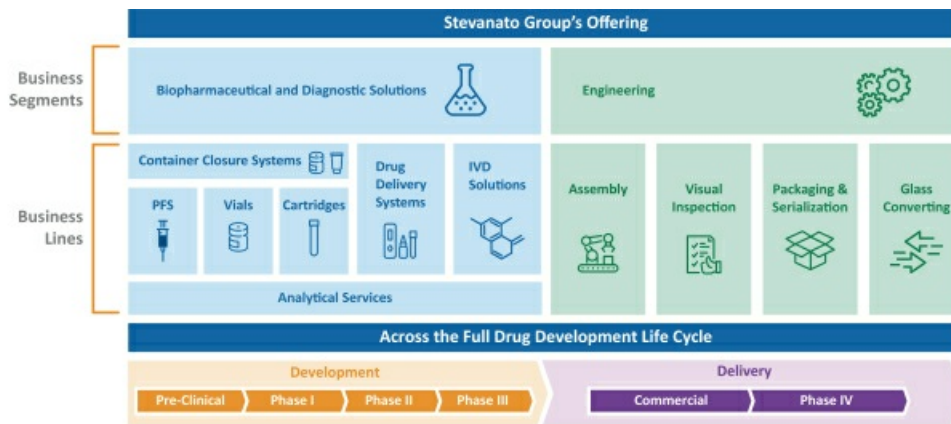 Stevanato Group's Offering
Business
Segments
Biopharmaceutical and Diagnostic Solutions
Engineering
Business
Lines
Container Closure Systems
PFS
Vials
Cartridges
Drug
Delivery
Systems
IVD
Solutions
Analytical Services
Assembly
Visual
Inspection
Packaging &
Serialization
Glass
Converting
Across the Full Drug Development Life Cycle
Development
Pre-Clinical
Phase I
Phase II
Phase III
Delivery
Commercial
Phase IV